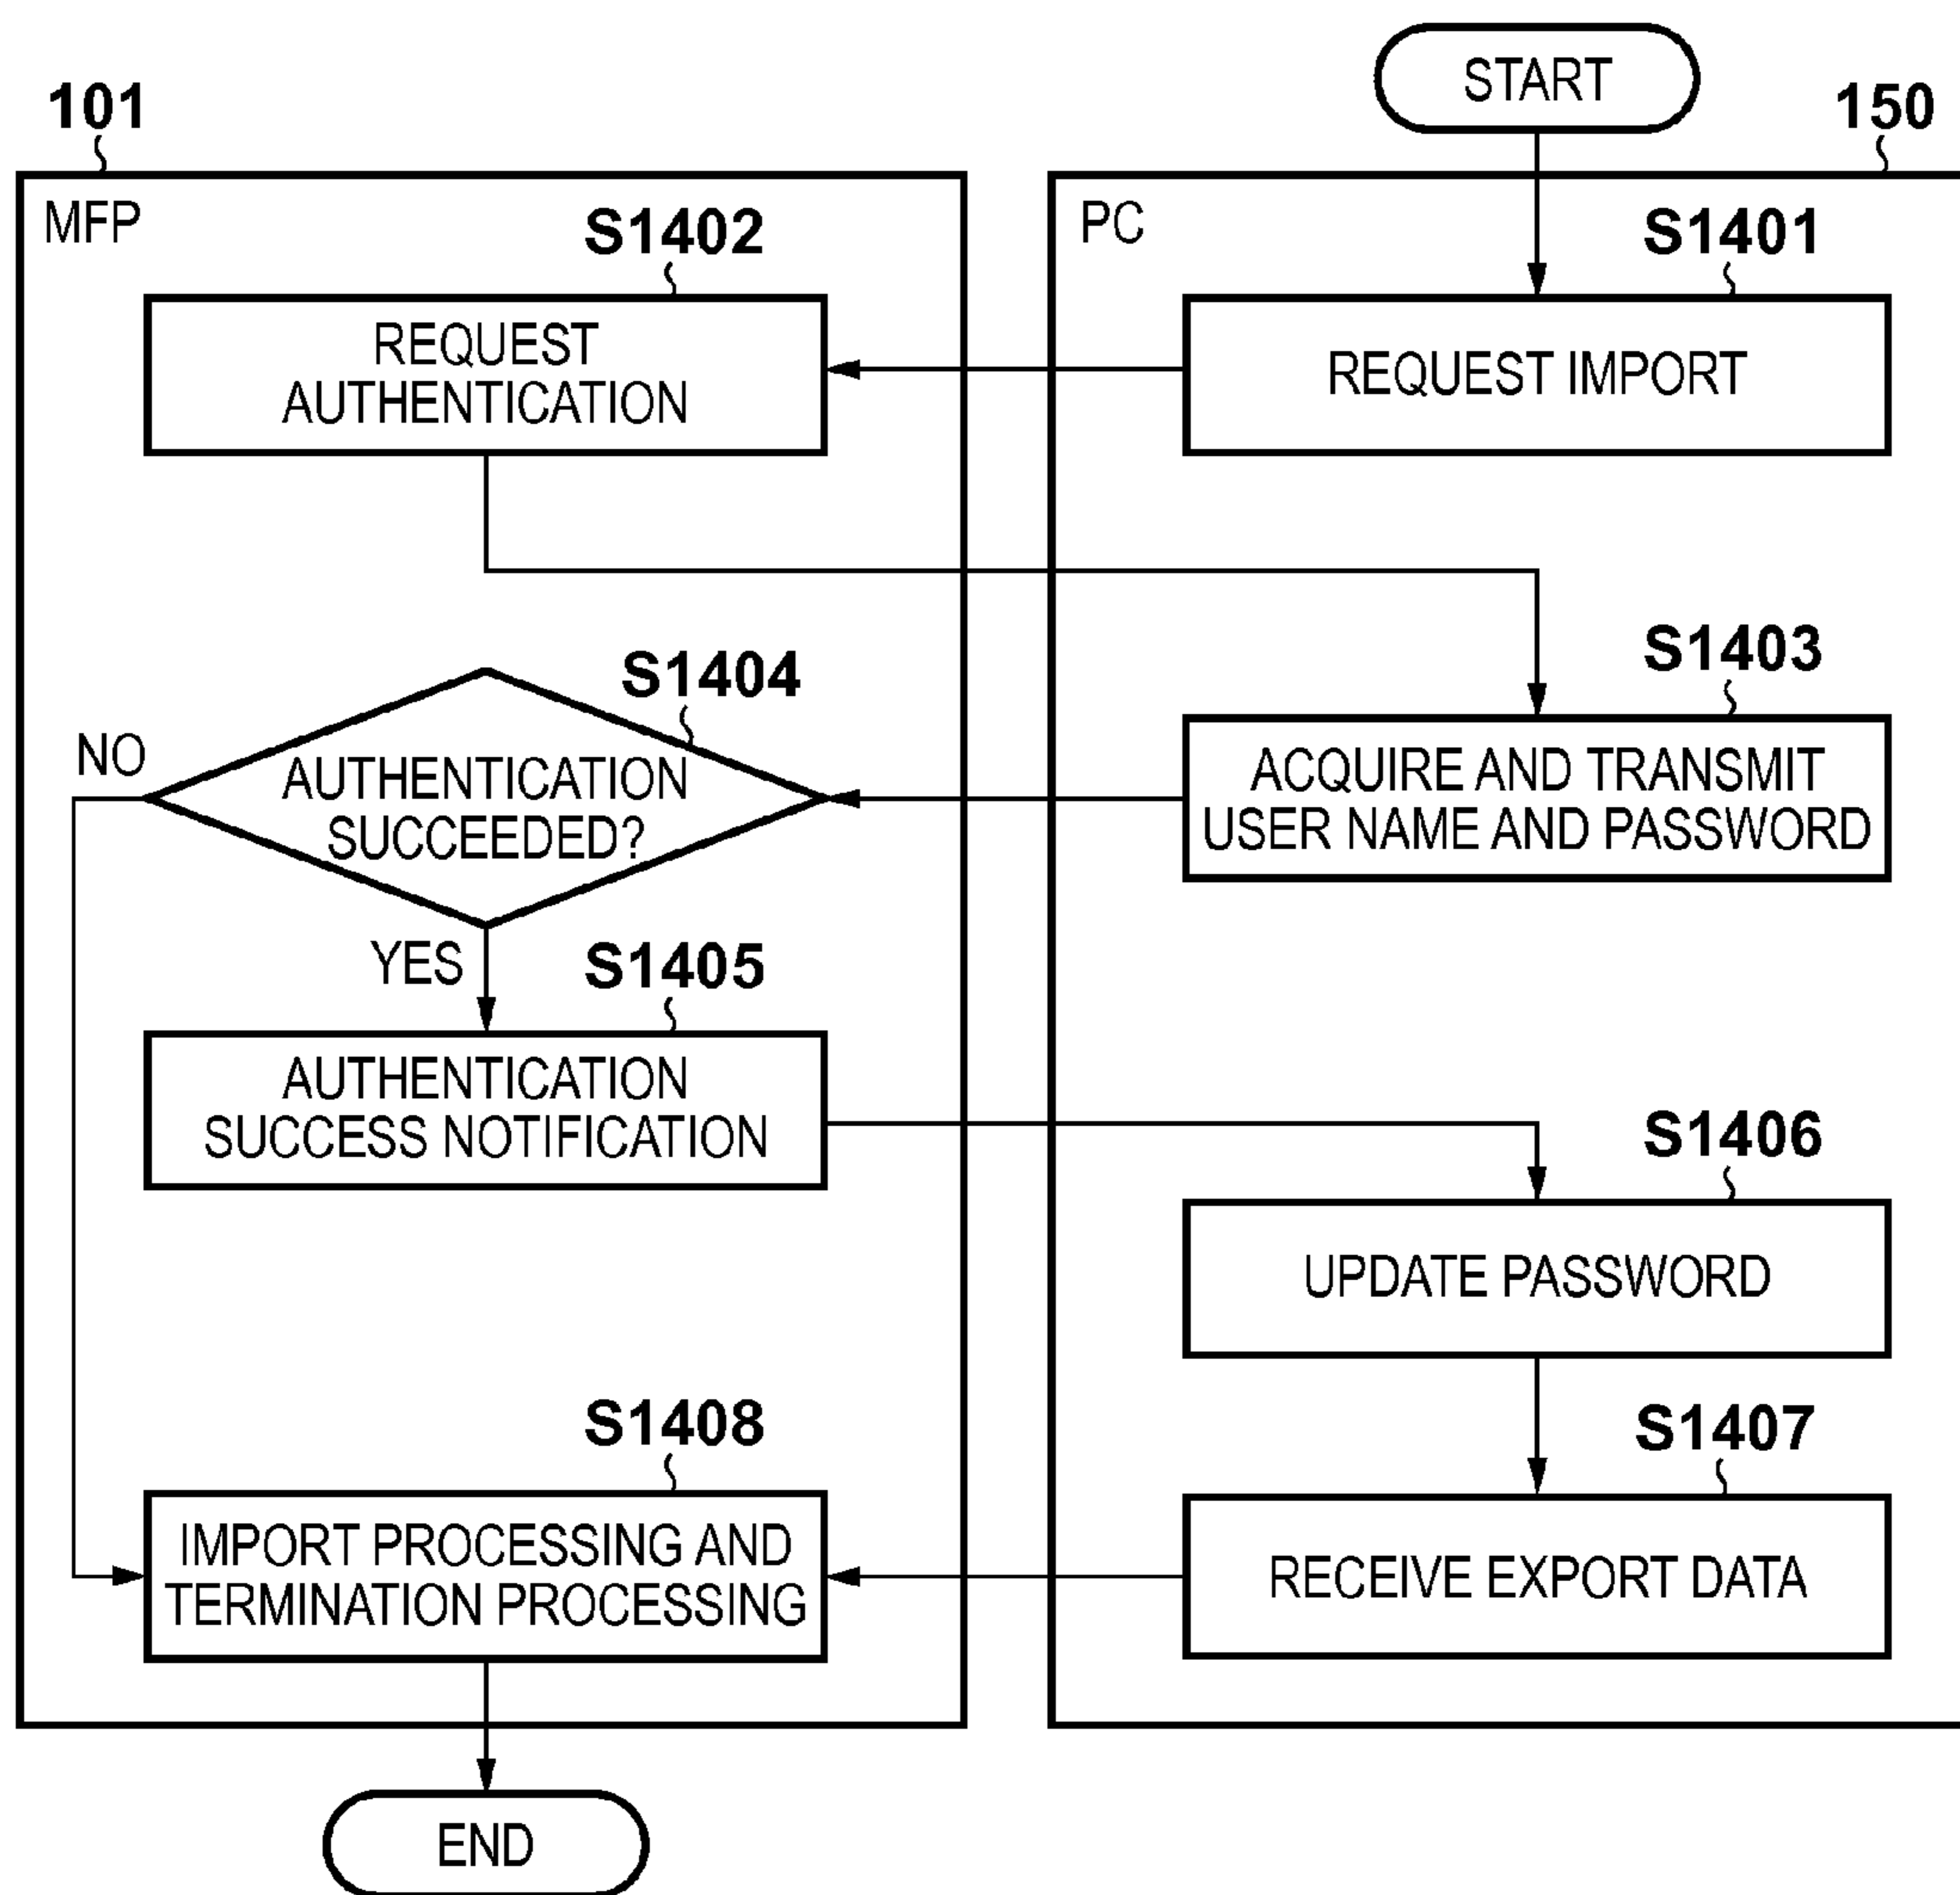 START
101
150
MFP
PC
S1402
S1401
REQUEST
AUTHENTICATION
REQUEST IMPORT
S1404
S1403
NO
AUTHENTICATION
SUCCEEDED?
ACQUIRE AND TRANSMIT
USER NAME AND PASSWORD
YES
S1405
AUTHENTICATION
SUCCESS NOTIFICATION
S1406
UPDATE PASSWORD
S1408
S1407
IMPORT PROCESSING AND
TERMINATION PROCESSING
RECEIVE EXPORT DATA
END